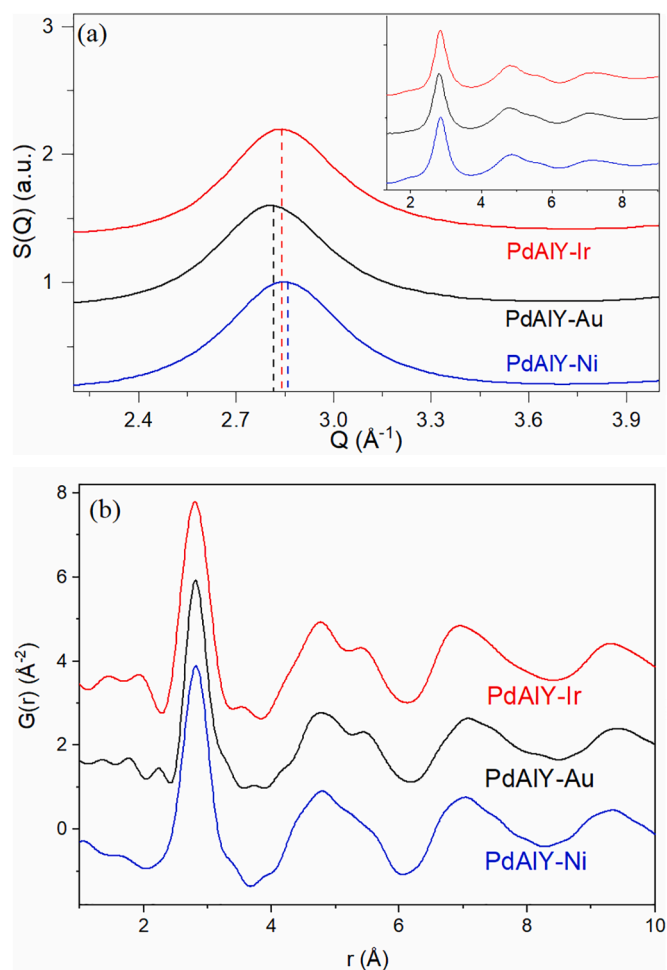 (a)
3
2
1
S(Q) (a.u.)
2 4 6 8
PdAlY-Ir
PdAlY-Au
PdAlY-Ni
2.4 2.7 3.0 3.3 3.6 3.9
Q (Å⁻¹)
(b)
8
6
4
2
0
G(r) (Å⁻²)
PdAlY-Ir
PdAlY-Au
PdAlY-Ni
2 4 6 8 10
r (Å)